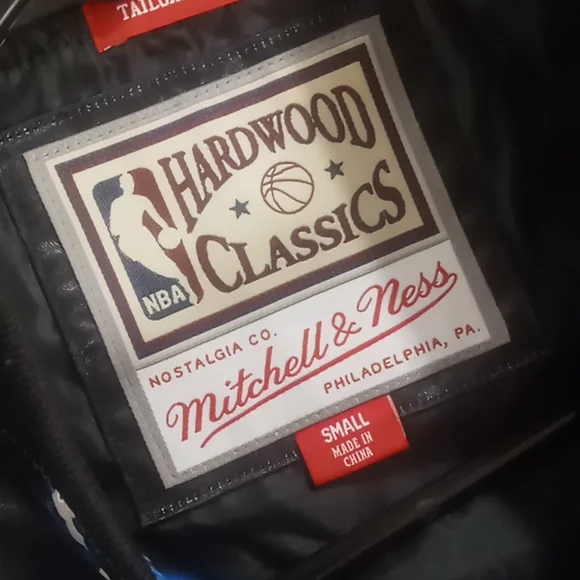 HARDWOOD
CLASSICS
NBA
NOSTALGIA CO.
Mitchell & Ness
PHILADELPHIA, PA.
SMALL
MADE IN
CHINA